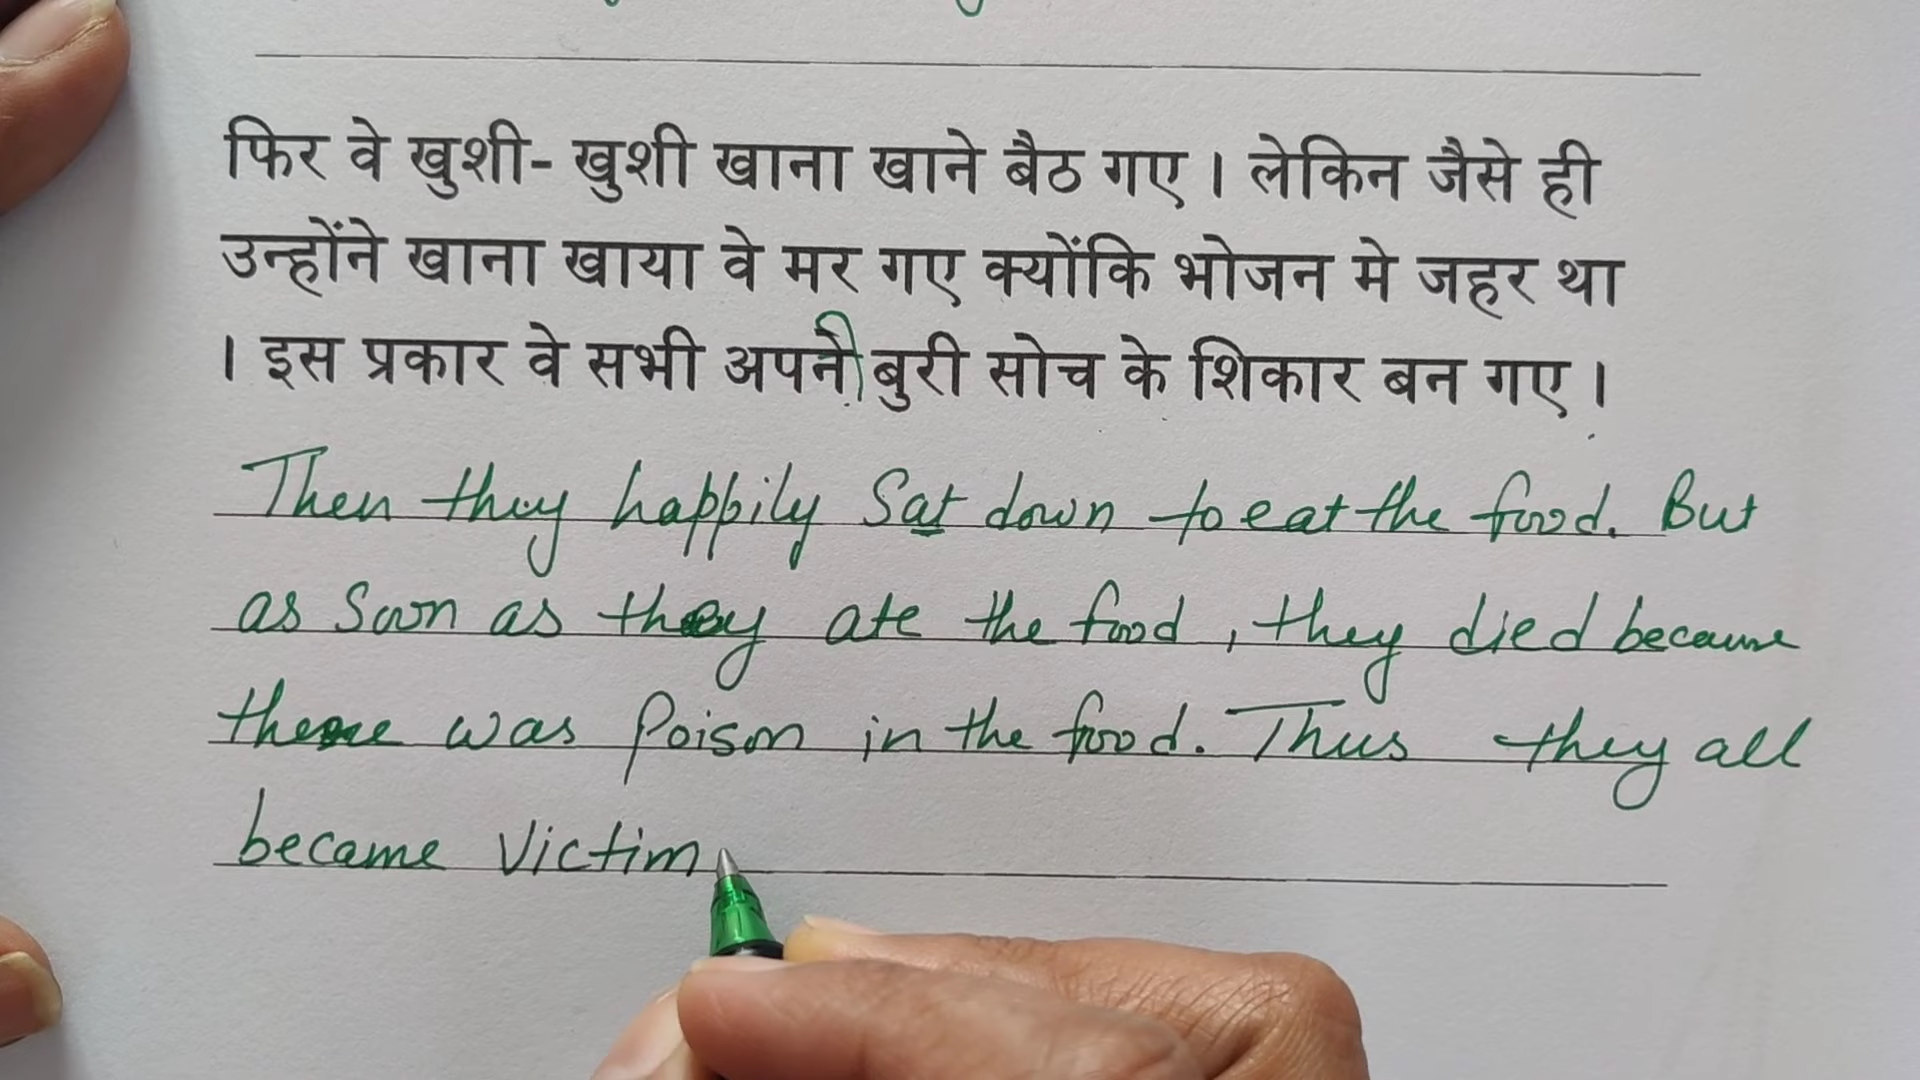 फिर वे खुशी- खुशी खाना खाने बैठ गए । लेकिन जैसे ही
उन्होंने खाना खाया वे मर गए क्योंकि भोजन मे जहर था
। इस प्रकार वे सभी अपनी बुरी सोच के शिकार बन गए ।
Then they happily Sat down to eat the food. But
as Soon as they ate the food, they died because
there was Poison in the food. Thus they all
became Victim